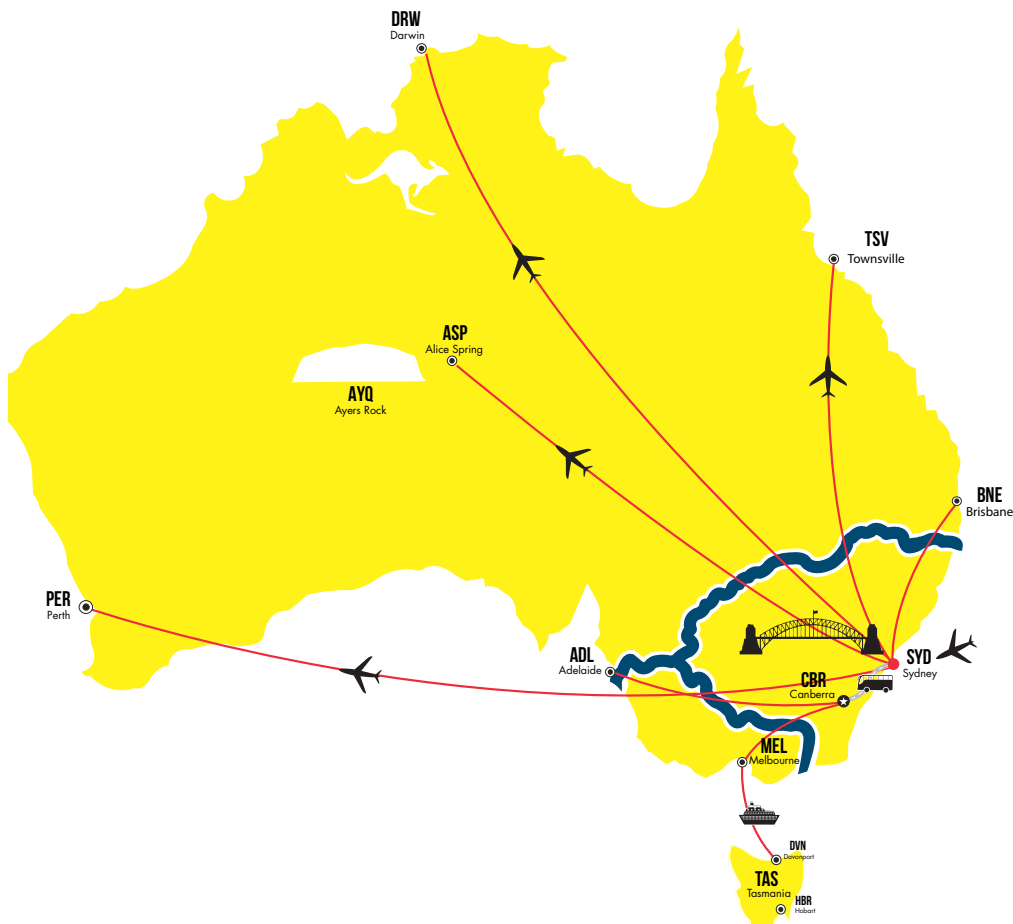 DRW
Darwin
TSV
Townsville
ASP
Alice Spring
AYQ
Ayers Rock
BNE
Brisbane
PER
Perth
ADL
Adelaide
SYD
Sydney
CBR
Canberra
MEL
Melbourne
DVN
Davonport
TAS
Tasmania
HBR
Hobart